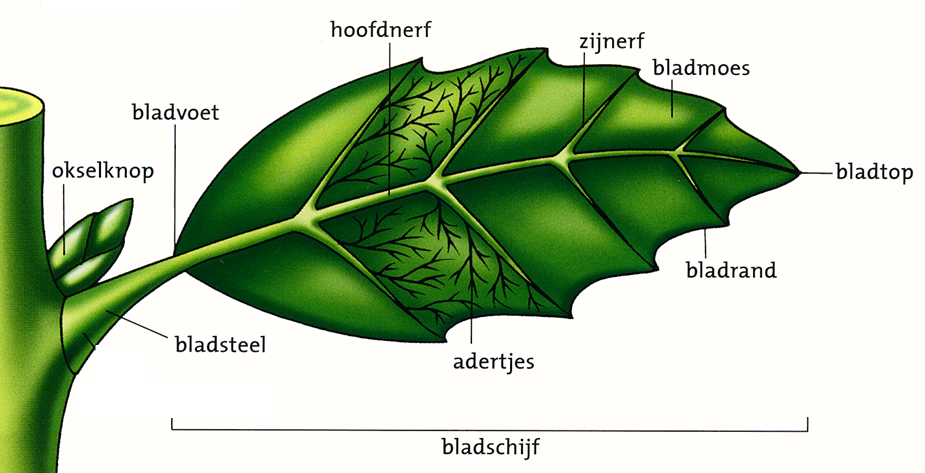 hoofdnerf
zijnerf
bladmoes
bladvoet
okselknop
bladtop
bladrand
bladsteel
adertjes
bladschijf